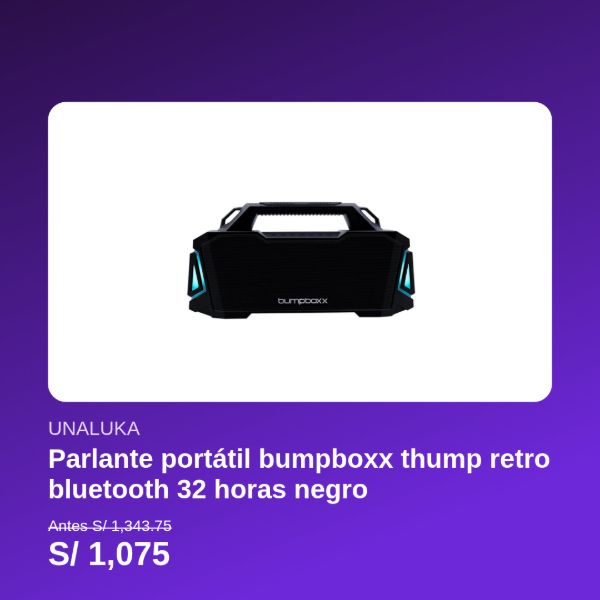 bumpboxx
UNALUKA
Parlante portátil bumpboxx thump retro
bluetooth 32 horas negro
Antes S/ 1,343.75
S/ 1,075